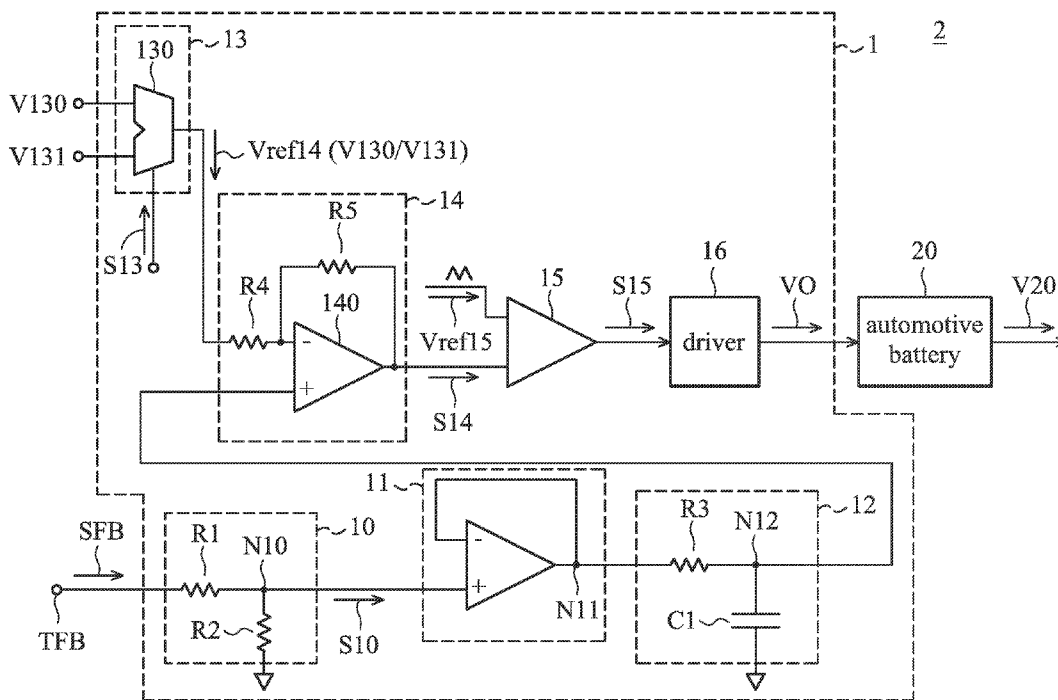 13
130
1
2
V130
V131
Vref14 (V130/V131)
S13
14
R5
R4
140
-
+
Vref15
15
S14
S15
16
driver
VO
20
automotive
battery
V20
SFB
TFB
R1
N10
10
R2
S10
11
-
+
N11
R3
N12
12
C1